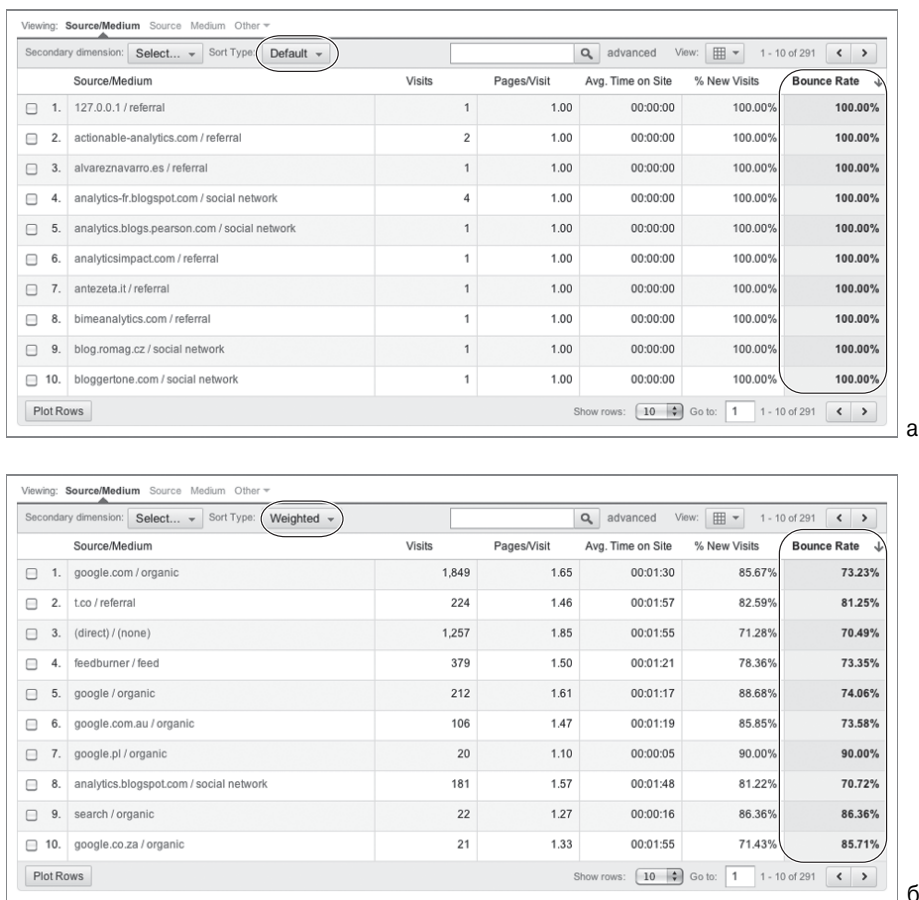 Viewing: Source/Medium Source Medium Other
Secondary dimension: Select... Sort Type: Default advanced View: 1 - 10 of 291
Source/Medium Visits Pages/Visit Avg. Time on Site % New Visits Bounce Rate
1. 127.0.0.1 / referral 1 1.00 00:00:00 100.00% 100.00%
2. actionable-analytics.com / referral 2 1.00 00:00:00 100.00% 100.00%
3. alvareznavarro.es / referral 1 1.00 00:00:00 100.00% 100.00%
4. analytics-fr.blogspot.com / social network 4 1.00 00:00:00 100.00% 100.00%
5. analytics.blogs.pearson.com / social network 1 1.00 00:00:00 100.00% 100.00%
6. analyticsimpact.com / referral 1 1.00 00:00:00 100.00% 100.00%
7. antezeta.it / referral 1 1.00 00:00:00 100.00% 100.00%
8. bimeanalytics.com / referral 1 1.00 00:00:00 100.00% 100.00%
9. blog.romag.cz / social network 1 1.00 00:00:00 100.00% 100.00%
10. bloggertone.com / social network 1 1.00 00:00:00 100.00% 100.00%
Plot Rows Show rows: 10 Go to: 1 1 - 10 of 291
а
Viewing: Source/Medium Source Medium Other
Secondary dimension: Select... Sort Type: Weighted advanced View: 1 - 10 of 291
Source/Medium Visits Pages/Visit Avg. Time on Site % New Visits Bounce Rate
1. google.com / organic 1,849 1.65 00:01:30 85.67% 73.23%
2. t.co / referral 224 1.46 00:01:57 82.59% 81.25%
3. (direct) / (none) 1,257 1.85 00:01:55 71.28% 70.49%
4. feedburner / feed 379 1.50 00:01:21 78.36% 73.35%
5. google / organic 212 1.61 00:01:17 88.68% 74.06%
6. google.com.au / organic 106 1.47 00:01:19 85.85% 73.58%
7. google.pl / organic 20 1.10 00:00:05 90.00% 90.00%
8. analytics.blogspot.com / social network 181 1.57 00:01:48 81.22% 70.72%
9. search / organic 22 1.27 00:00:16 86.36% 86.36%
10. google.co.za / organic 21 1.33 00:01:55 71.43% 85.71%
Plot Rows Show rows: 10 Go to: 1 1 - 10 of 291
б